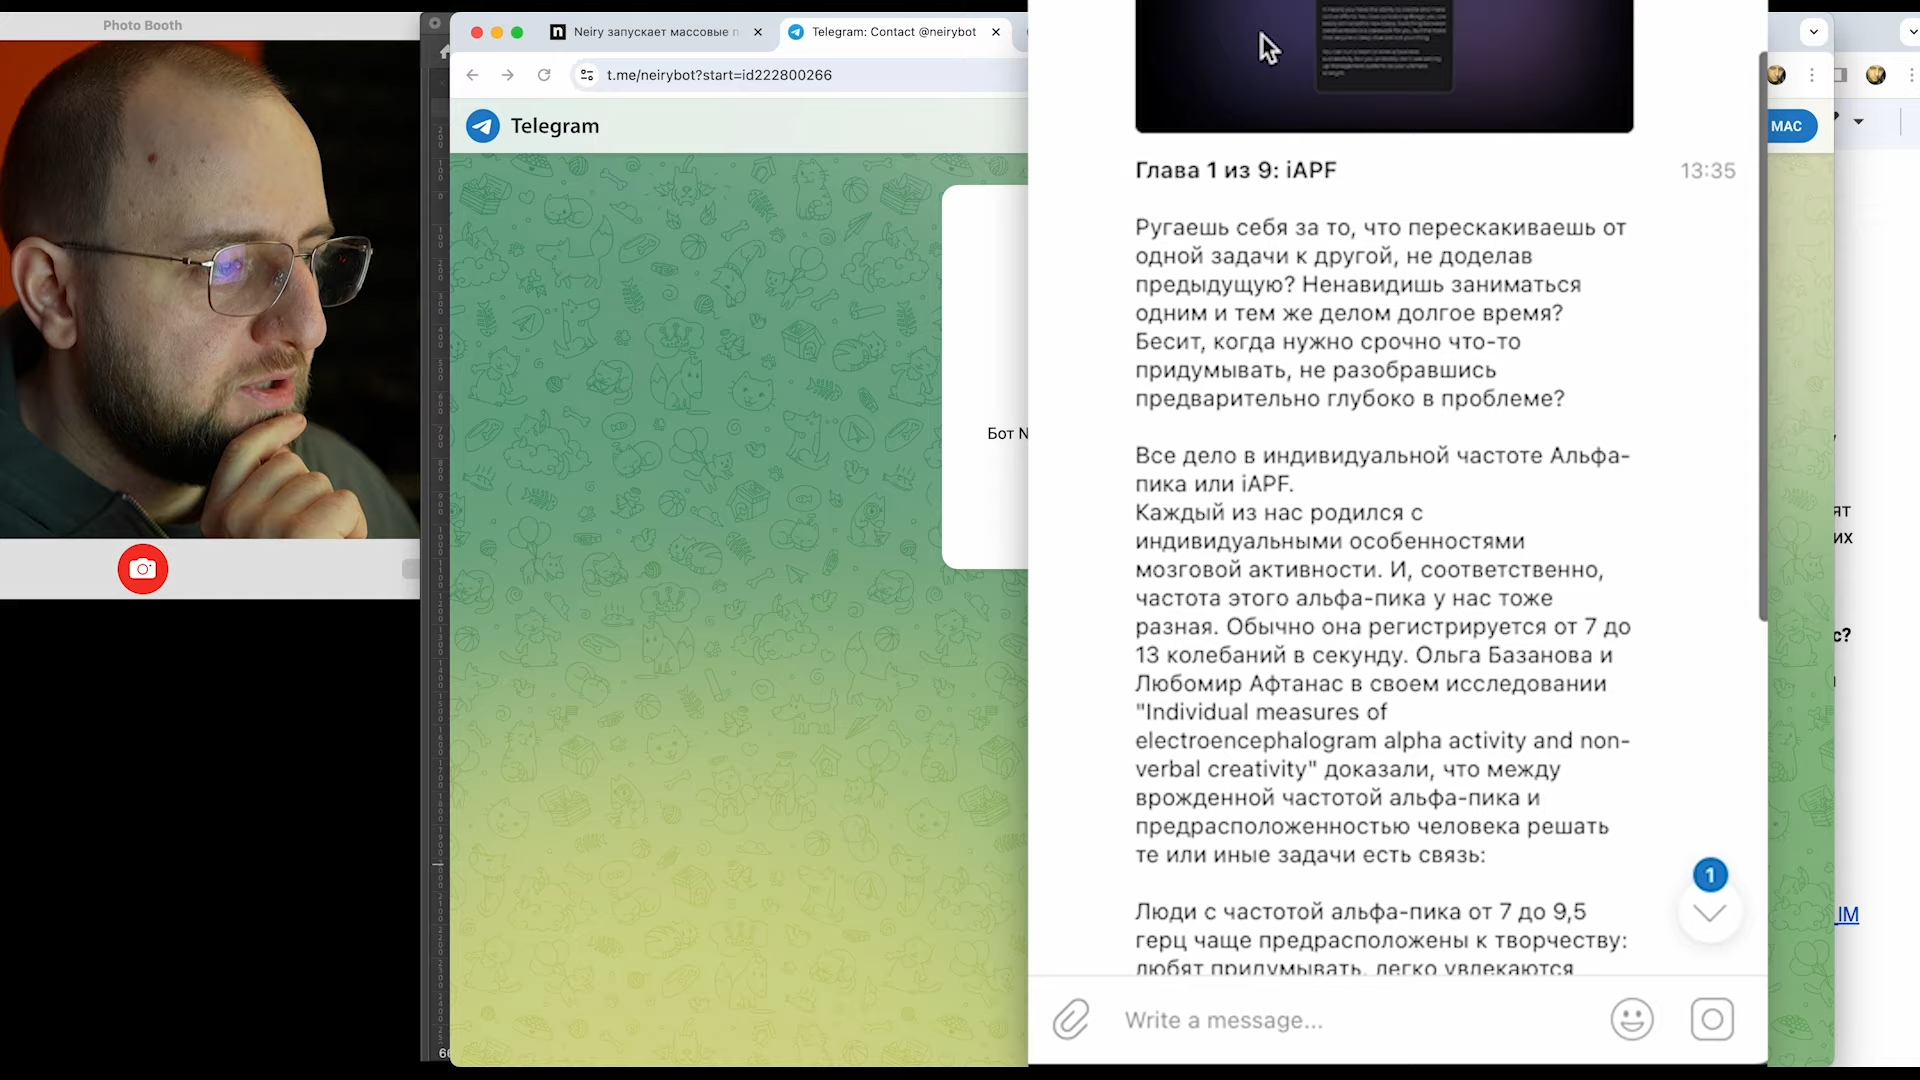 Photo Booth
Neiry запускает массовые п
Telegram: Contact @neirybot
t.me/neirybot?start=id222800266
Telegram
MAC
Бот N
Глава 1 из 9: iAPF
13:35
Ругаешь себя за то, что перескакиваешь от
одной задачи к другой, не доделав
предыдущую? Ненавидишь заниматься
одним и тем же делом долгое время?
Бесит, когда нужно срочно что-то
придумывать, не разобравшись
предварительно глубоко в проблеме?
Все дело в индивидуальной частоте Альфа-
пика или iAPF.
Каждый из нас родился с
индивидуальными особенностями
мозговой активности. И, соответственно,
частота этого альфа-пика у нас тоже
разная. Обычно она регистрируется от 7 до
13 колебаний в секунду. Ольга Базанова и
Любомир Афтанас в своем исследовании
"Individual measures of
electroencephalogram alpha activity and non-
verbal creativity" доказали, что между
врожденной частотой альфа-пика и
предрасположенностью человека решать
те или иные задачи есть связь:
Люди с частотой альфа-пика от 7 до 9,5
герц чаще предрасположены к творчеству:
любят придумывать, легко увлекаются
1
Write a message...
ят
их
с?
IM